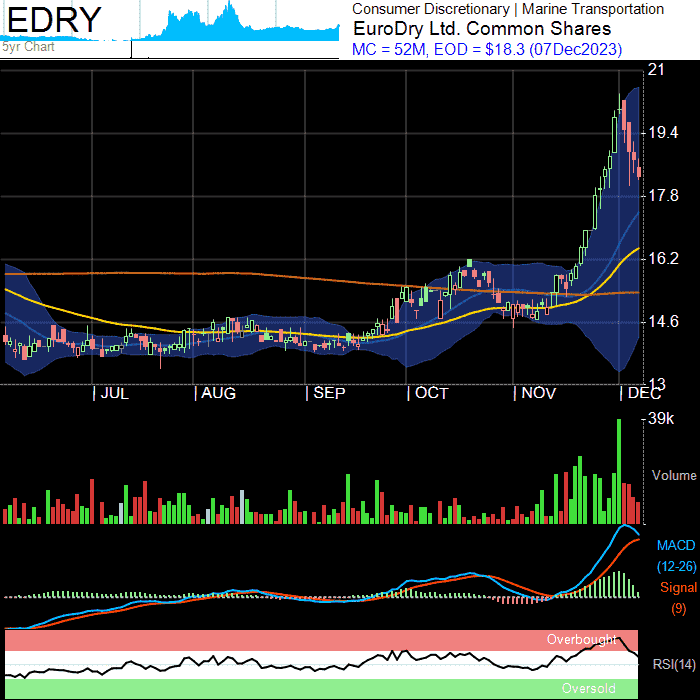 EDRY
5yr Chart
Consumer Discretionary | Marine Transportation
EuroDry Ltd. Common Shares
MC = 52M, EOD = $18.3 (07Dec2023)
21
19.4
17.8
16.2
14.6
13
| JUL | AUG | SEP | OCT | NOV | DEC
39k
Volume
MACD
(12-26)
Signal
(9)
Overbought
RSI(14)
Oversold